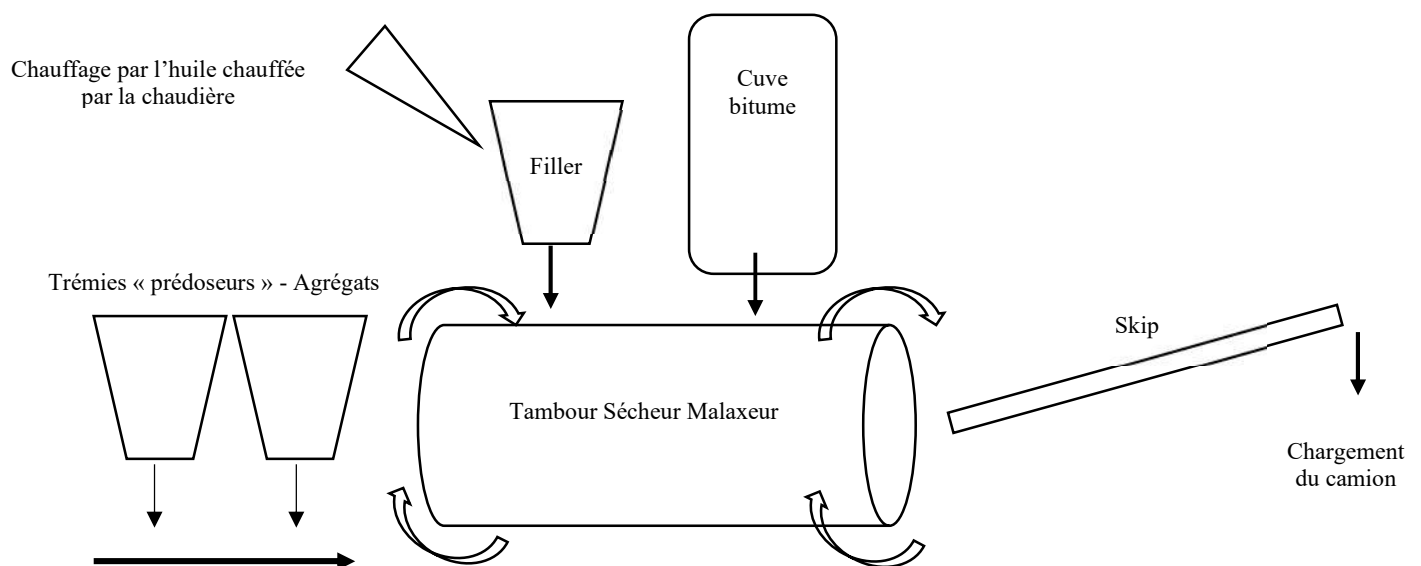 Chauffage par l’huile chauffée
par la chaudière
Cuve
bitume
Filler
Trémies « prédoseurs » - Agrégats
Skip
Tambour Sécheur Malaxeur
Chargement
du camion